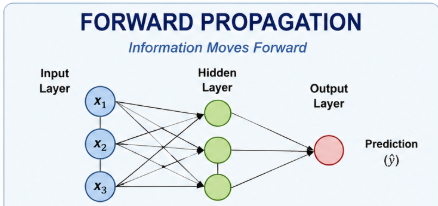 FORWARD PROPAGATION
Information Moves Forward
Input
Layer
Hidden
Layer
Output
Layer
x₁
x₂
x₃
Prediction
(ŷ)